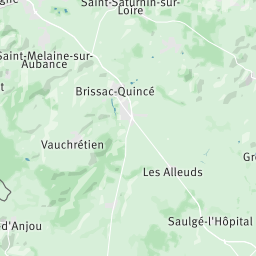 Saint-Saturnin-sur-
Loire
Saint-Melaine-sur-
Aubance
Brissac-Quincé
Vauchrétien
Les Alleuds
Saulgé-l'Hôpital
-d'Anjou